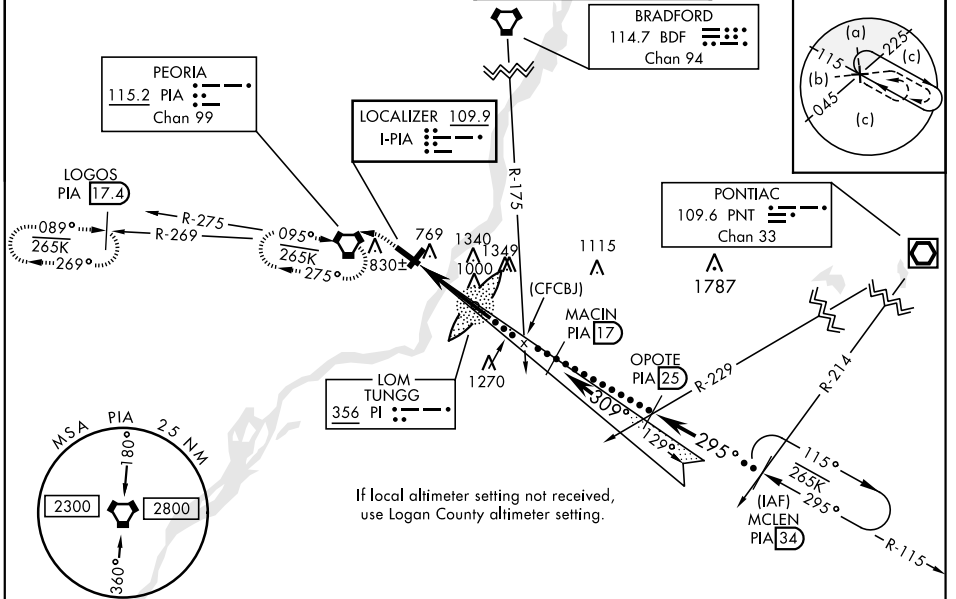 BRADFORD
114.7 BDF
Chan 94
(a)
115
225
(c)
(b)
045
(c)
PEORIA
115.2 PIA
Chan 99
LOCALIZER 109.9
I-PIA
R-175
LOGOS
PIA 17.4
R-275
R-269
089°
265K
269°
095°
265K
275°
830±
769
1340
1349
1000
1115
1787
PONTIAC
109.6 PNT
Chan 33
(CFCBJ)
MACIN
PIA 17
OPOTE
PIA 25
1270
LOM
TUNGG
356 PI
R-229
R-214
309°
129°
295°
115°
265K
295°
(IAF)
MCLEN
PIA 34
R-115
MSA PIA 25 NM
180°
2300
2800
360°
If local altimeter setting not received,
use Logan County altimeter setting.